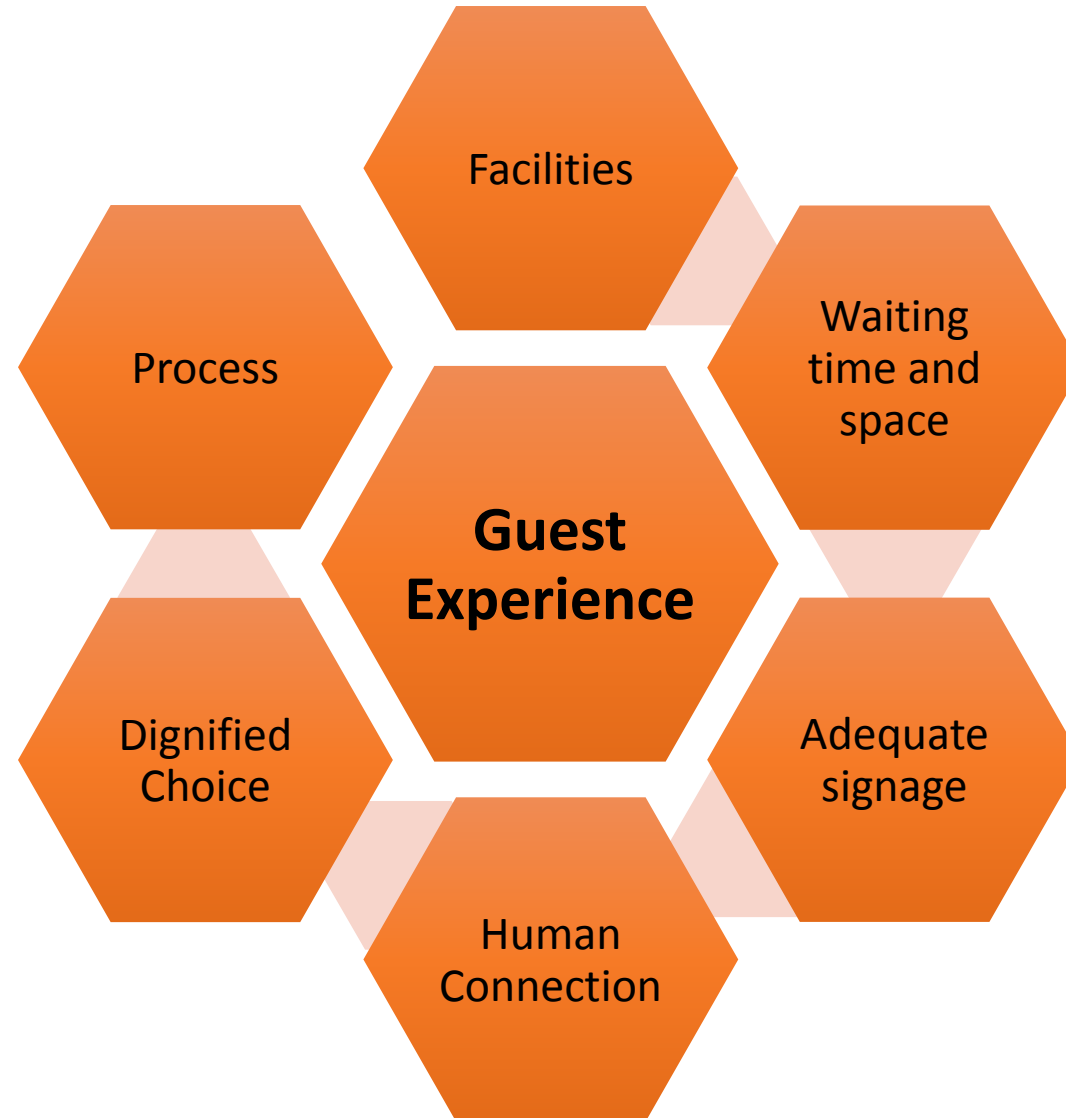 Facilities
Waiting
time and
space
Process
Guest
Experience
Adequate
signage
Dignified
Choice
Human
Connection